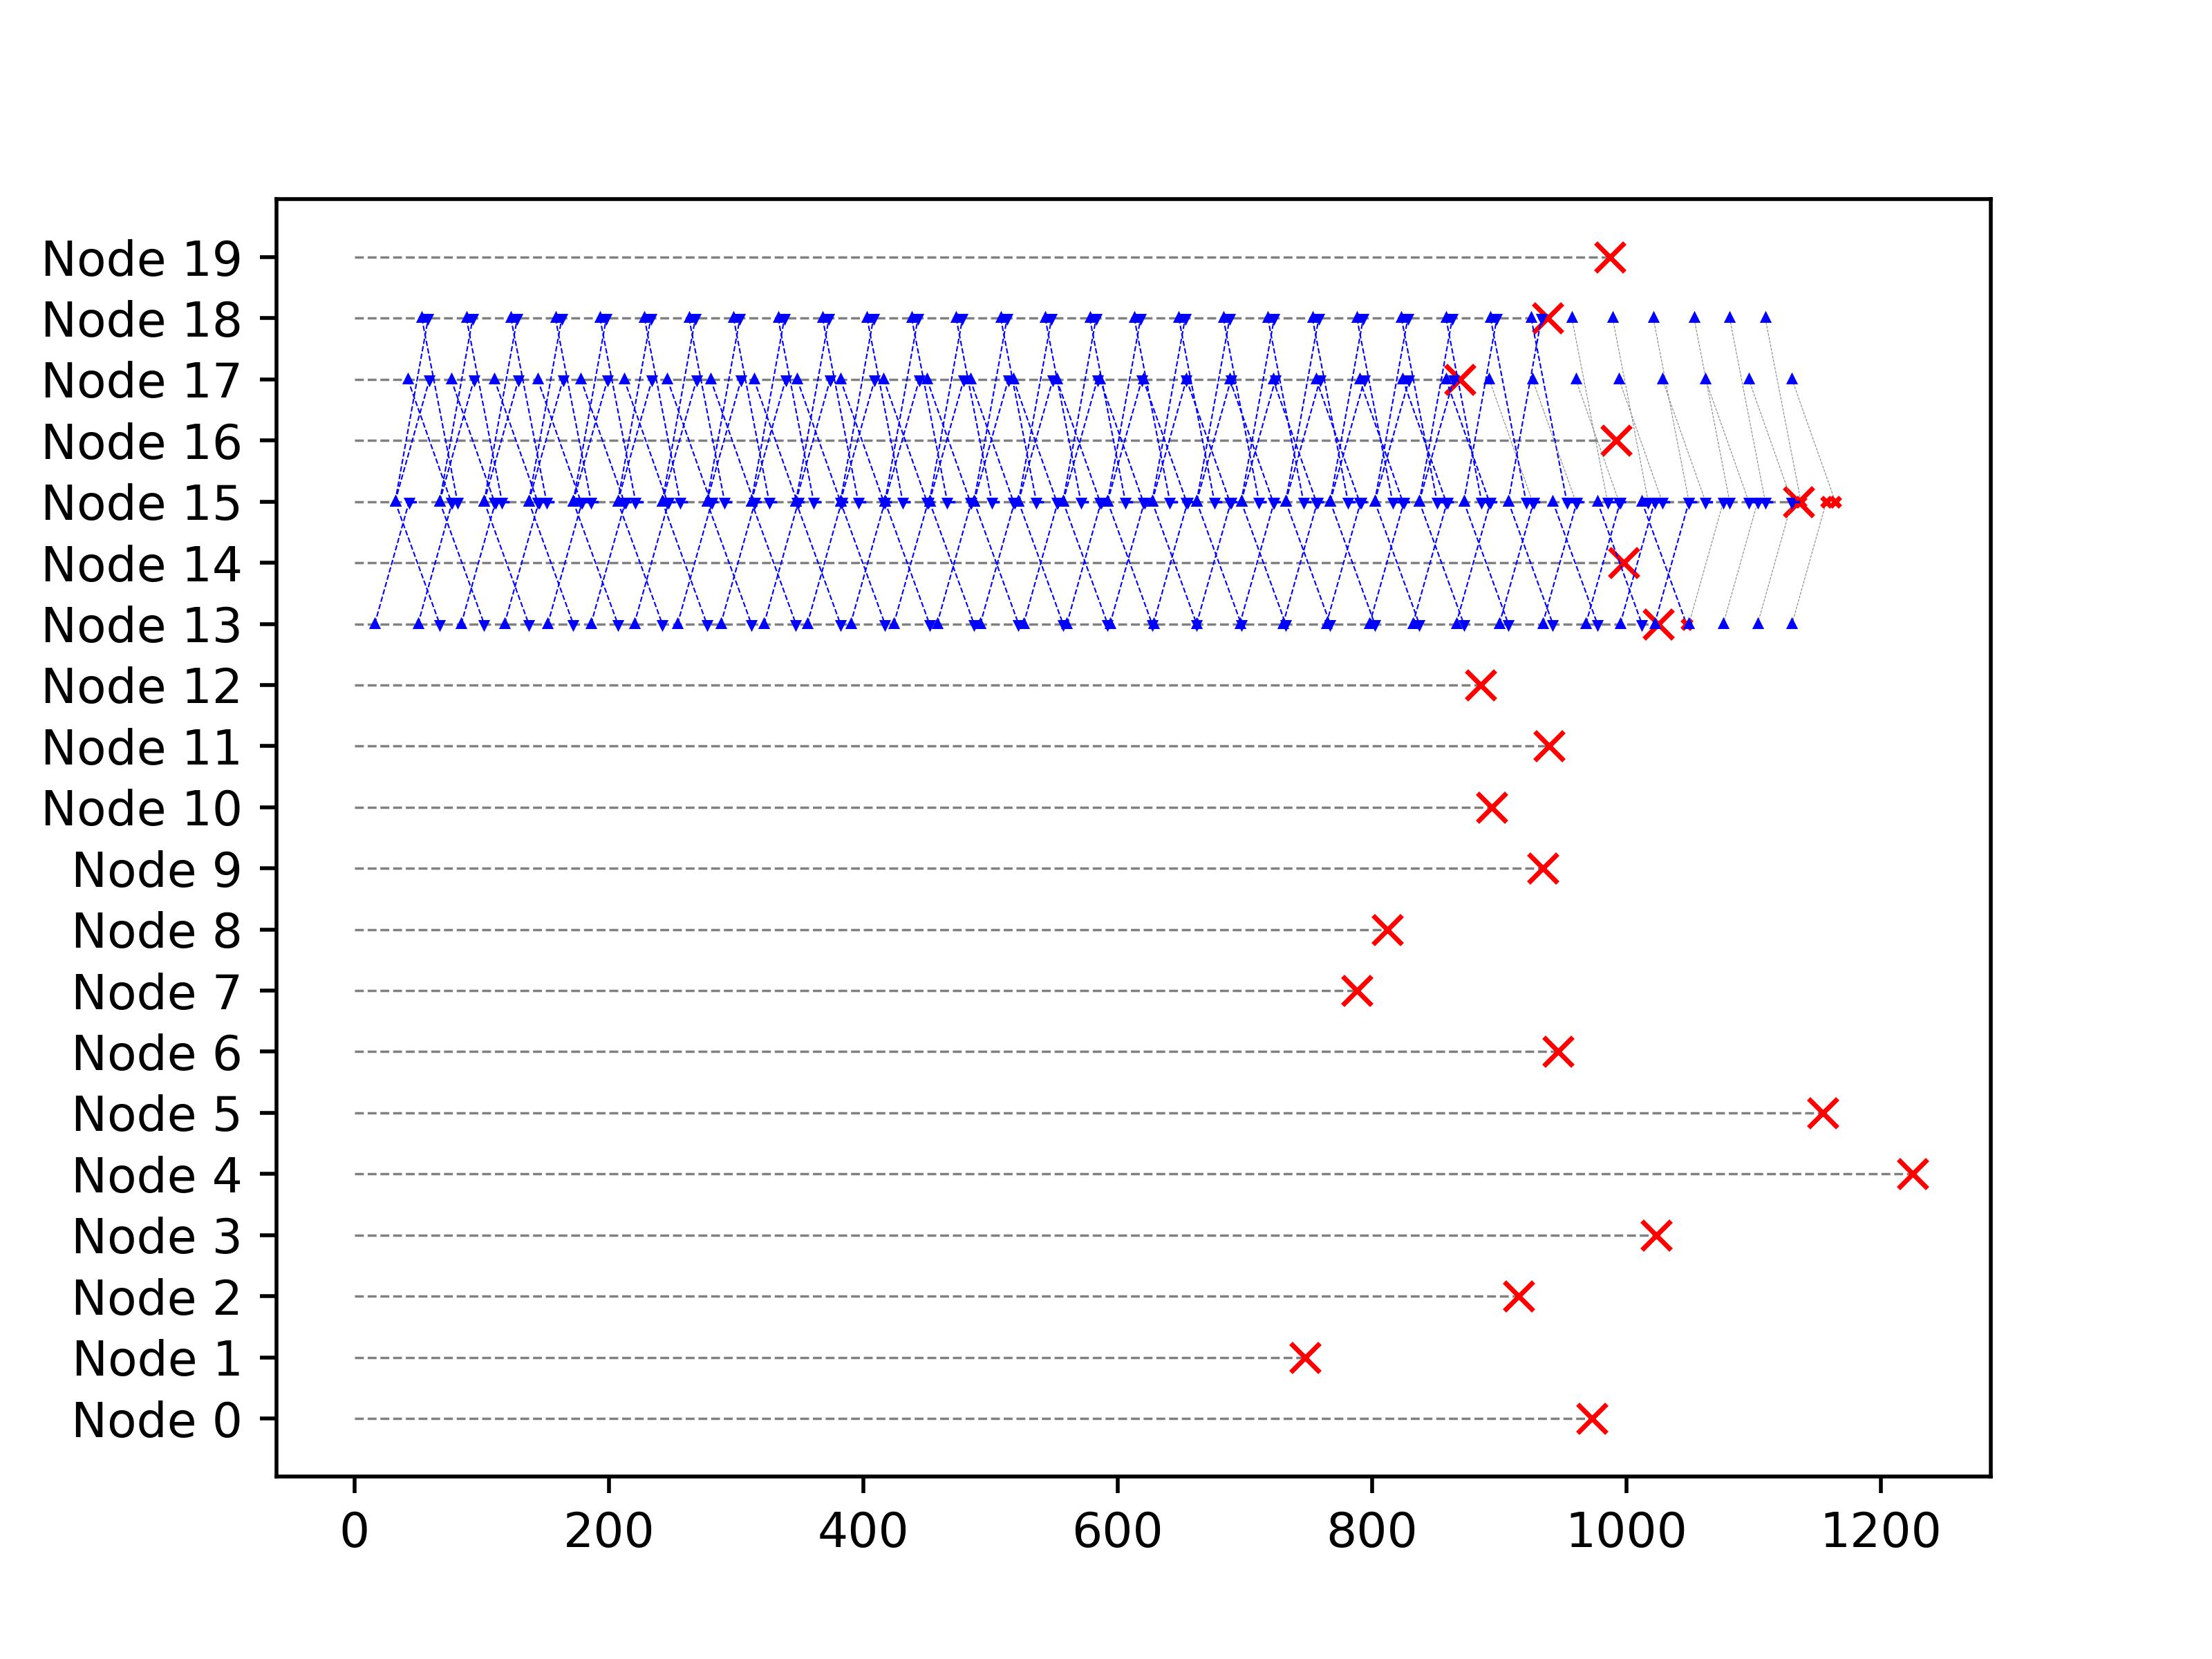 Node 19
Node 18
Node 17
Node 16
Node 15
Node 14
Node 13
Node 12
Node 11
Node 10
Node 9
Node 8
Node 7
Node 6
Node 5
Node 4
Node 3
Node 2
Node 1
Node 0
0 200 400 600 800 1000 1200